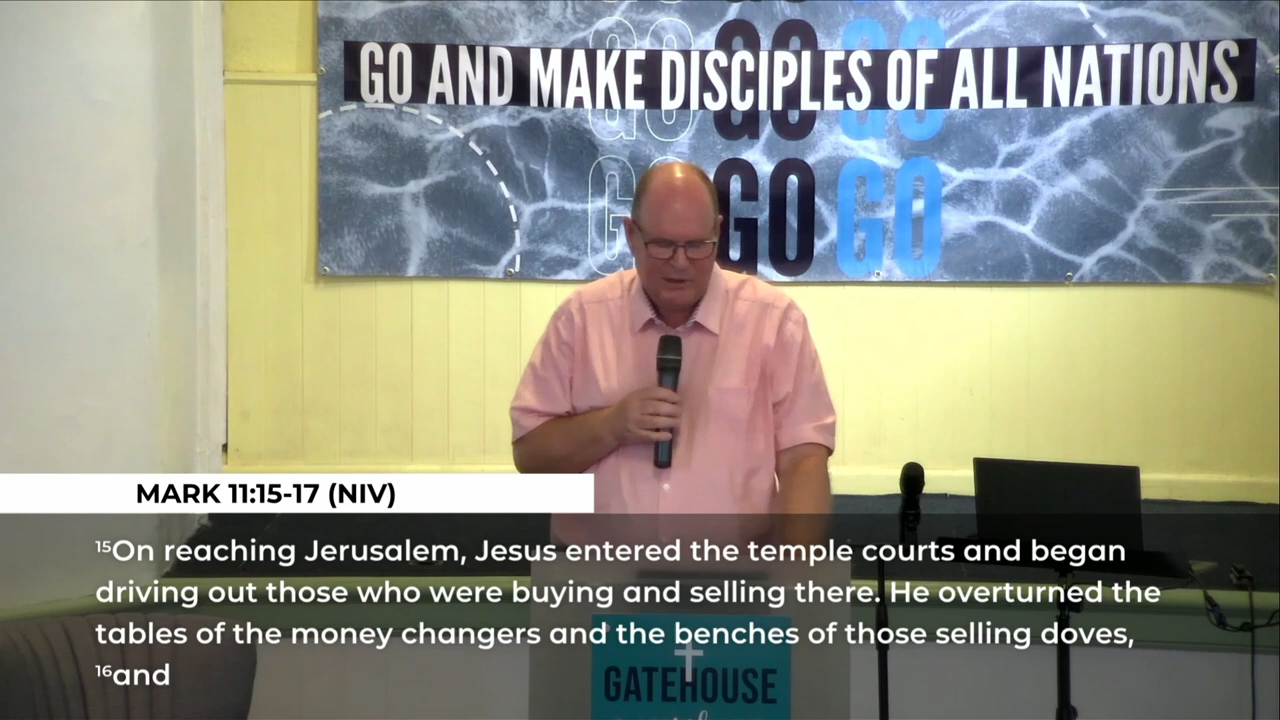 GO GO GO
GO AND MAKE DISCIPLES OF ALL NATIONS
GO GO GO
GO GO
MARK 11:15-17 (NIV)
¹⁵On reaching Jerusalem, Jesus entered the temple courts and began
driving out those who were buying and selling there. He overturned the
tables of the money changers and the benches of those selling doves,
¹⁶and
GATEHOUSE